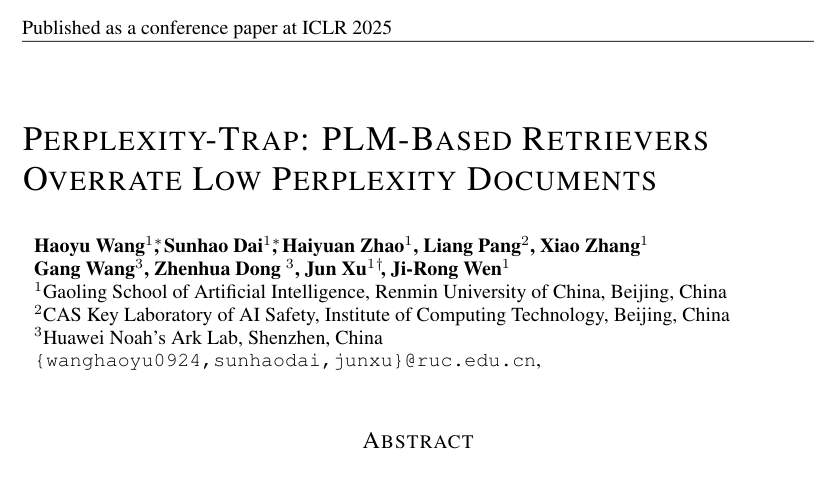 Published as a conference paper at ICLR 2025
PERPLEXITY-TRAP: PLM-BASED RETRIEVERS
OVERRATE LOW PERPLEXITY DOCUMENTS
Haoyu Wang¹*, Sunhao Dai¹*, Haiyuan Zhao¹, Liang Pang², Xiao Zhang¹
Gang Wang³, Zhenhua Dong ³, Jun Xu¹†, Ji-Rong Wen¹
¹Gaoling School of Artificial Intelligence, Renmin University of China, Beijing, China
²CAS Key Laboratory of AI Safety, Institute of Computing Technology, Beijing, China
³Huawei Noah's Ark Lab, Shenzhen, China
{wanghaoyu0924,sunhaodai,junxu}@ruc.edu.cn,
ABSTRACT